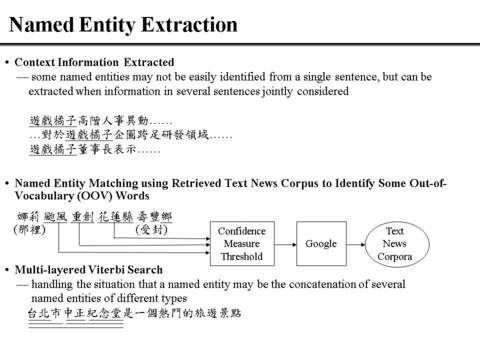 Named Entity Extraction
• Context Information Extracted
— some named entities may not be easily identified from a single sentence, but can be
extracted when information in several sentences jointly considered
遊戲橘子高階人事異動……
…對於遊戲橘子企圖跨足研發領域……
遊戲橘子董事長表示……
• Named Entity Matching using Retrieved Text News Corpus to Identify Some Out-of-
Vocabulary (OOV) Words
娜莉 颱風 重創 花蓮縣 壽豐鄉
(那裡) (受封)
Confidence
Measure
Threshold
Google
Text
News
Corpora
• Multi-layered Viterbi Search
— handling the situation that a named entity may be the concatenation of several
named entities of different types
台北市中正紀念堂是一個熱門的旅遊景點